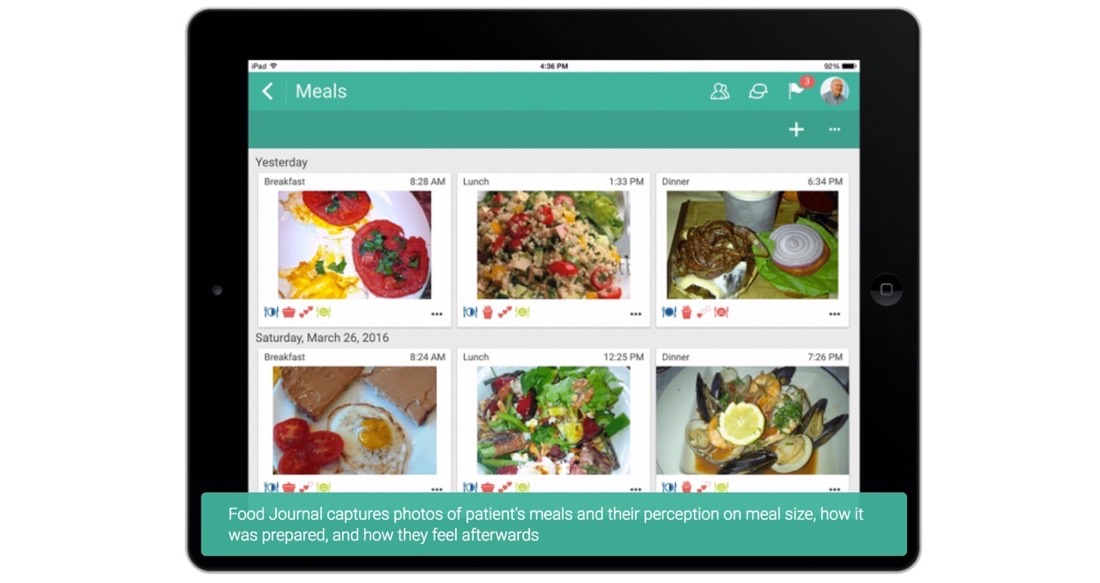 iPad 4:36 PM 92%
Meals 3
Yesterday
Breakfast 8:28 AM Lunch 1:33 PM Dinner 6:34 PM
Saturday, March 26, 2016
Breakfast 8:24 AM Lunch 12:25 PM Dinner 7:26 PM
Food Journal captures photos of patient's meals and their perception on meal size, how it
was prepared, and how they feel afterwards